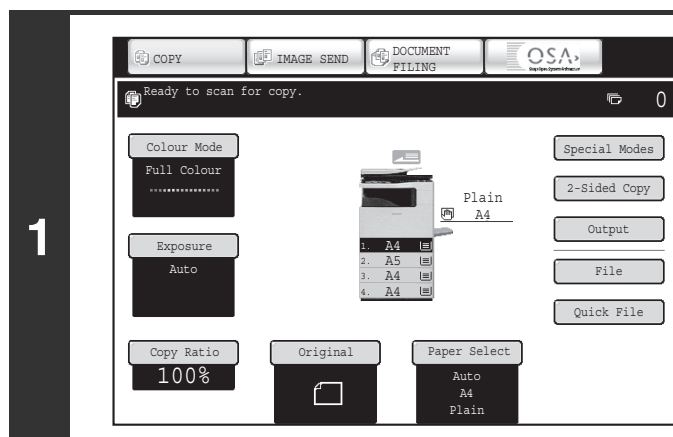 1
COPY
IMAGE SEND
DOCUMENT
FILING
OSA
Ready to scan for copy.
0
Colour Mode
Full Colour
Exposure
Auto
Copy Ratio
100%
Original
Plain
A4
1. A4
2. A5
3. A4
4. A4
Paper Select
Auto
A4
Plain
Special Modes
2-Sided Copy
Output
File
Quick File